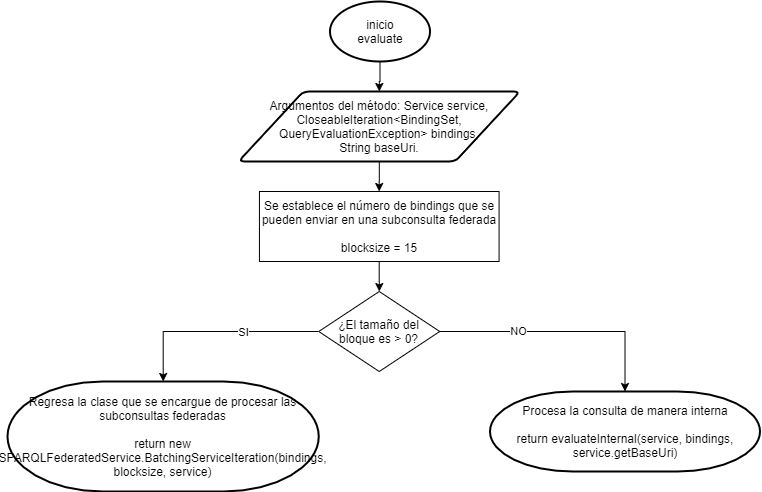 inicio
evaluate
Argumentos del método: Service service,
CloseableIteration<BindingSet,
QueryEvaluationException> bindings,
String baseUri.
Se establece el número de bindings que se
pueden enviar en una subconsulta federada
blocksize = 15
¿El tamaño del
bloque es > 0?
SI
NO
Regresa la clase que se encargue de procesar las
subconsultas federadas
return new
SPARQLFederatedService.BatchingServiceIteration(bindings,
blocksize, service)
Procesa la consulta de manera interna
return evaluateInternal(service, bindings,
service.getBaseUri)